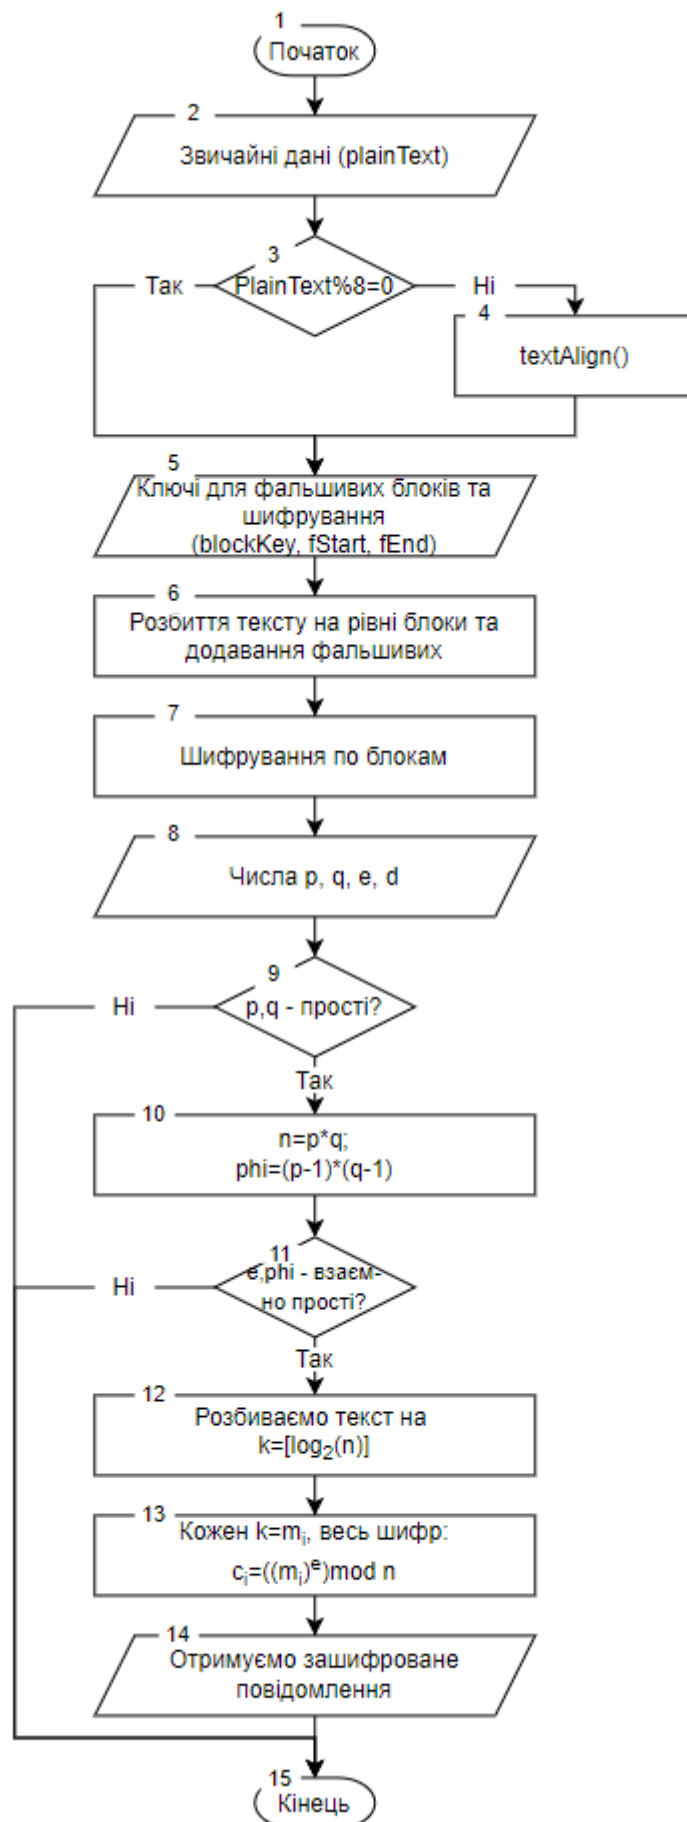 1
Початок
2
Звичайні дані (plainText)
3
PlainText%8=0
Так
Ні
4
textAlign()
5
Ключі для фальшивих блоків та
шифрування
(blockKey, fStart, fEnd)
6
Розбиття тексту на рівні блоки та
додавання фальшивих
7
Шифрування по блокам
8
Числа p, q, e, d
9
p,q - прості?
Ні
Так
10
n=p*q;
phi=(p-1)*(q-1)
11
e,phi - взаєм-
но прості?
Ні
Так
12
Розбиваємо текст на
k=[log₂(n)]
13
Кожен k=mᵢ, весь шифр:
cᵢ=((mᵢ)ᵉ)mod n
14
Отримуємо зашифроване
повідомлення
15
Кінець